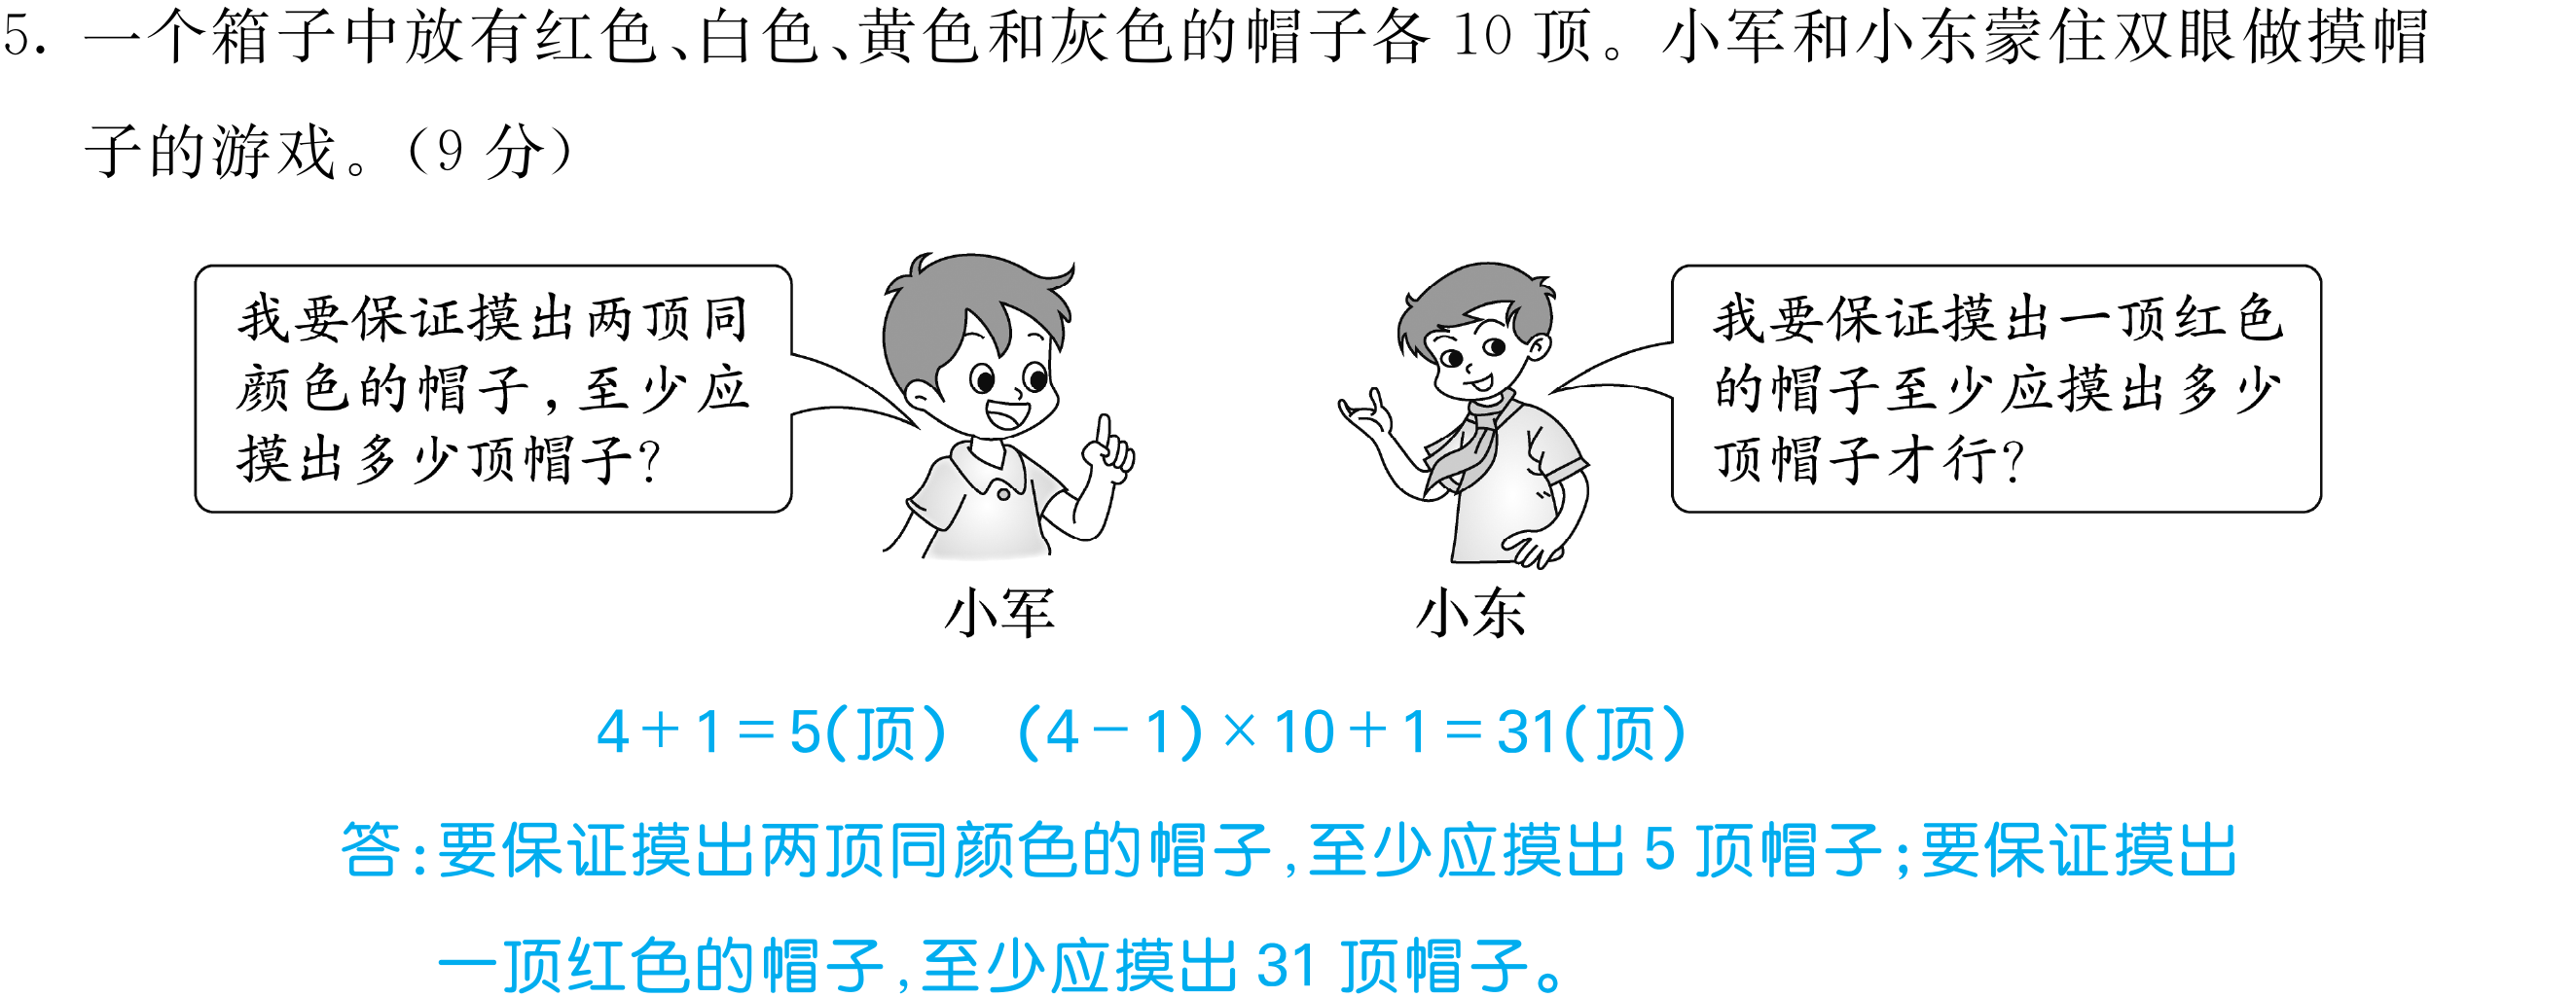 5. 一个箱子中放有红色、白色、黄色和灰色的帽子各 10 顶。小军和小东蒙住双眼做摸帽
子的游戏。(9 分)
我要保证摸出两顶同
颜色的帽子,至少应
摸出多少顶帽子?
小军
我要保证摸出一顶红色
的帽子至少应摸出多少
顶帽子才行?
小东
4+1=5(顶) (4-1)×10+1=31(顶)
答:要保证摸出两顶同颜色的帽子,至少应摸出 5 顶帽子;要保证摸出
一顶红色的帽子,至少应摸出 31 顶帽子。